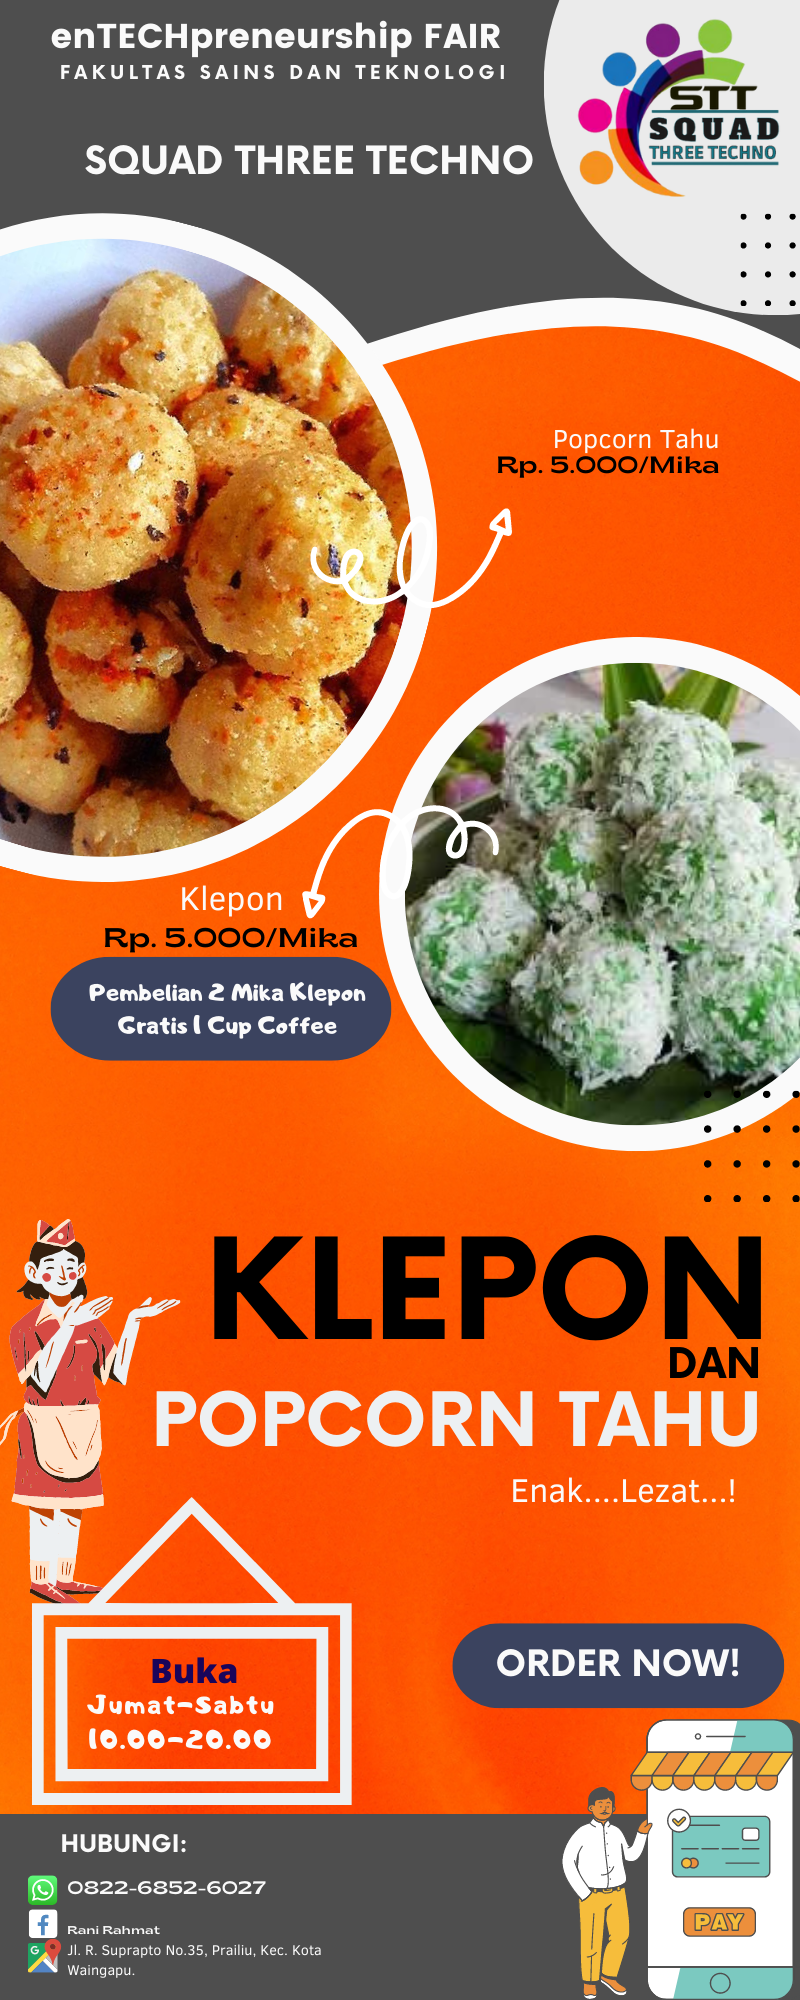 enTECHpreneurship FAIR
FAKULTAS SAINS DAN TEKNOLOGI
SQUAD THREE TECHNO
STT
SQUAD
THREE TECHNO
Popcorn Tahu
Rp. 5.000/Mika
Klepon
Rp. 5.000/Mika
Pembelian 2 Mika Klepon
Gratis 1 Cup Coffee
KLEPON
DAN
POPCORN TAHU
Enak....Lezat...!
Buka
Jumat-Sabtu
10.00-20.00
ORDER NOW!
PAY
HUBUNGI:
0822-6852-6027
Rani Rahmat
Jl. R. Suprapto No.35, Prailiu, Kec. Kota
Waingapu.